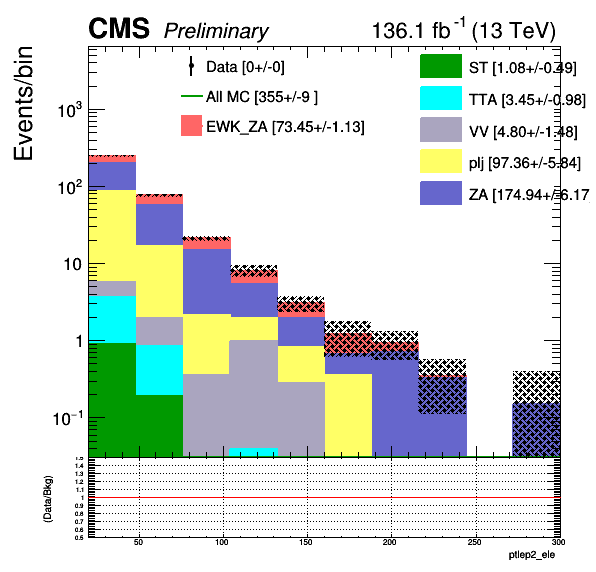 CMS Preliminary 136.1 fb⁻¹ (13 TeV)
Events/bin
Data [0+/-0]
All MC [355+/-9 ]
EWK_ZA [73.45+/-1.13]
ST [1.08+/-0.49]
TTA [3.45+/-0.98]
VV [4.80+/-1.48]
plj [97.36+/-5.84]
ZA [174.94+/-6.17
10³
10²
10
1
10⁻¹
(Data/Bkg)
1.5
1.4
1.3
1.2
1.1
1
0.9
0.8
0.7
0.6
0.5
50 100 150 200 250 300
ptlep2_ele